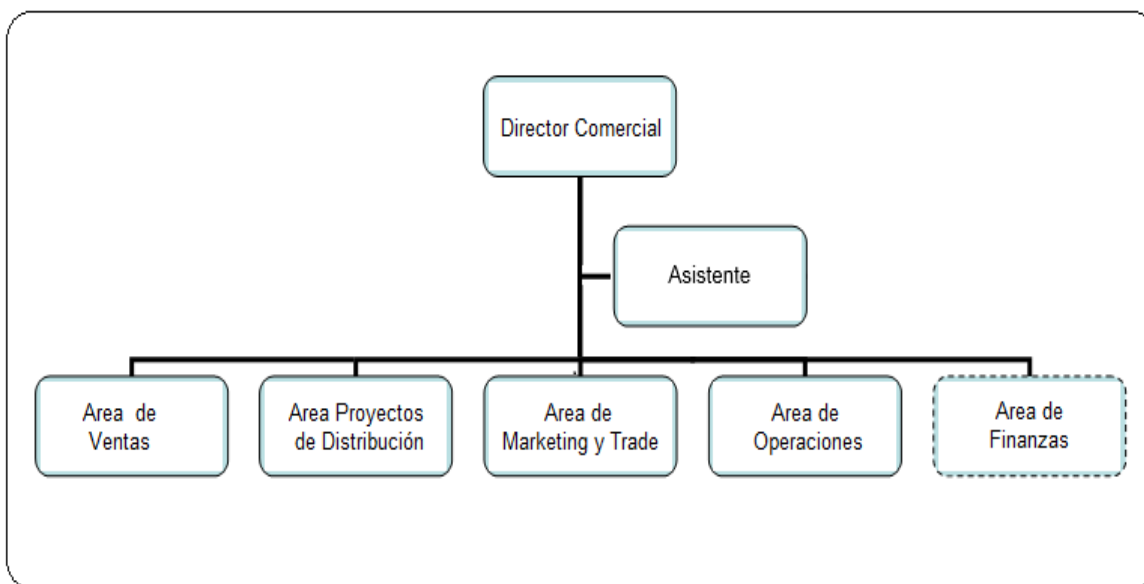 Director Comercial
Asistente
Area de
Ventas
Area Proyectos
de Distribución
Area de
Marketing y Trade
Area de
Operaciones
Area de
Finanzas